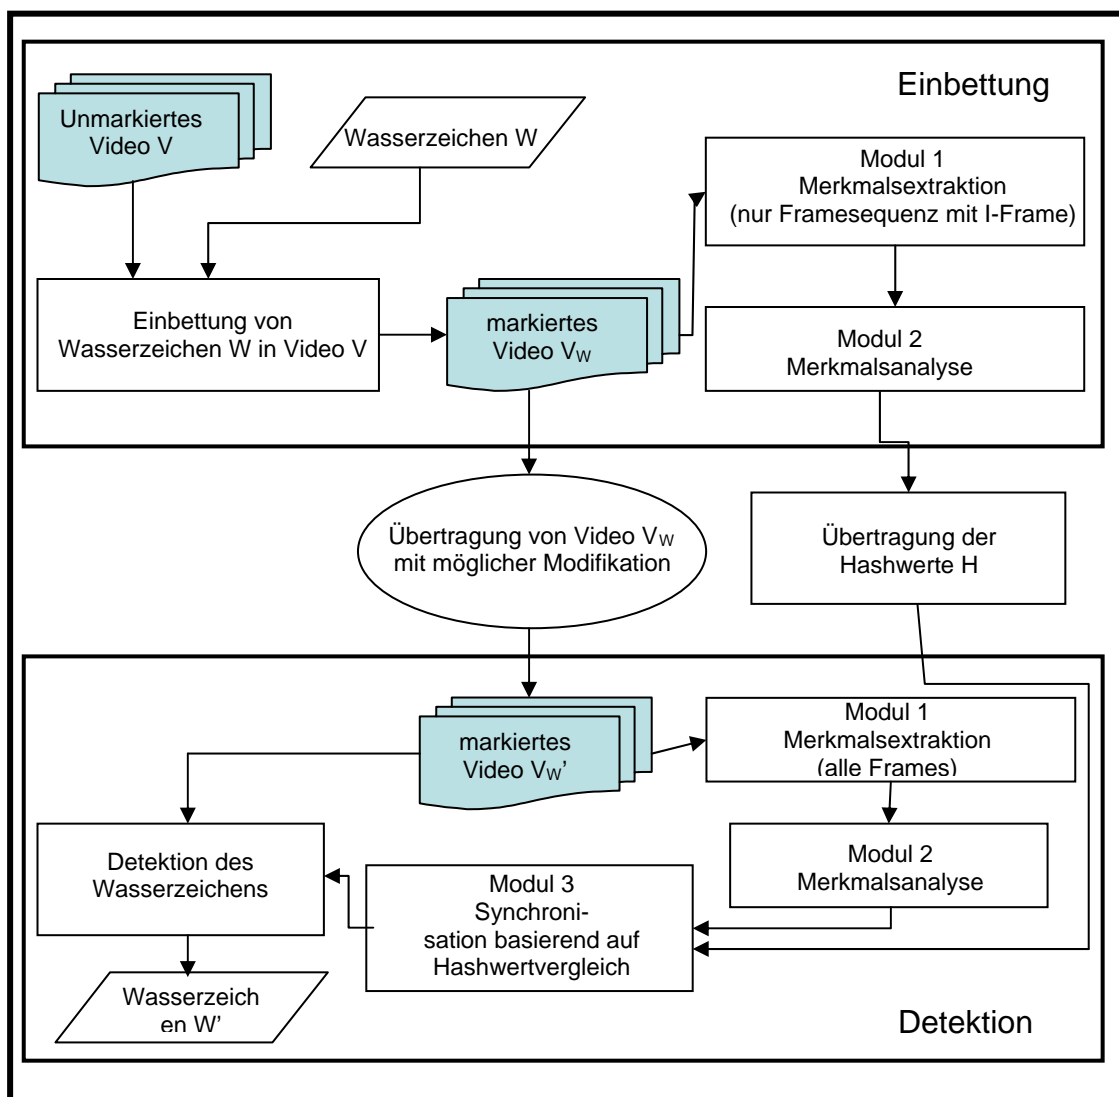 Einbettung
Unmarkiertes
Video V
Wasserzeichen W
Modul 1
Merkmalsextraktion
(nur Framesequenz mit I-Frame)
Einbettung von
Wasserzeichen W in Video V
markiertes
Video VW
Modul 2
Merkmalsanalyse
Übertragung von Video VW
mit möglicher Modifikation
Übertragung der
Hashwerte H
markiertes
Video VW’
Modul 1
Merkmalsextraktion
(alle Frames)
Detektion des
Wasserzeichens
Modul 3
Synchroni-
sation basierend auf
Hashwertvergleich
Modul 2
Merkmalsanalyse
Wasserzeich
en W’
Detektion